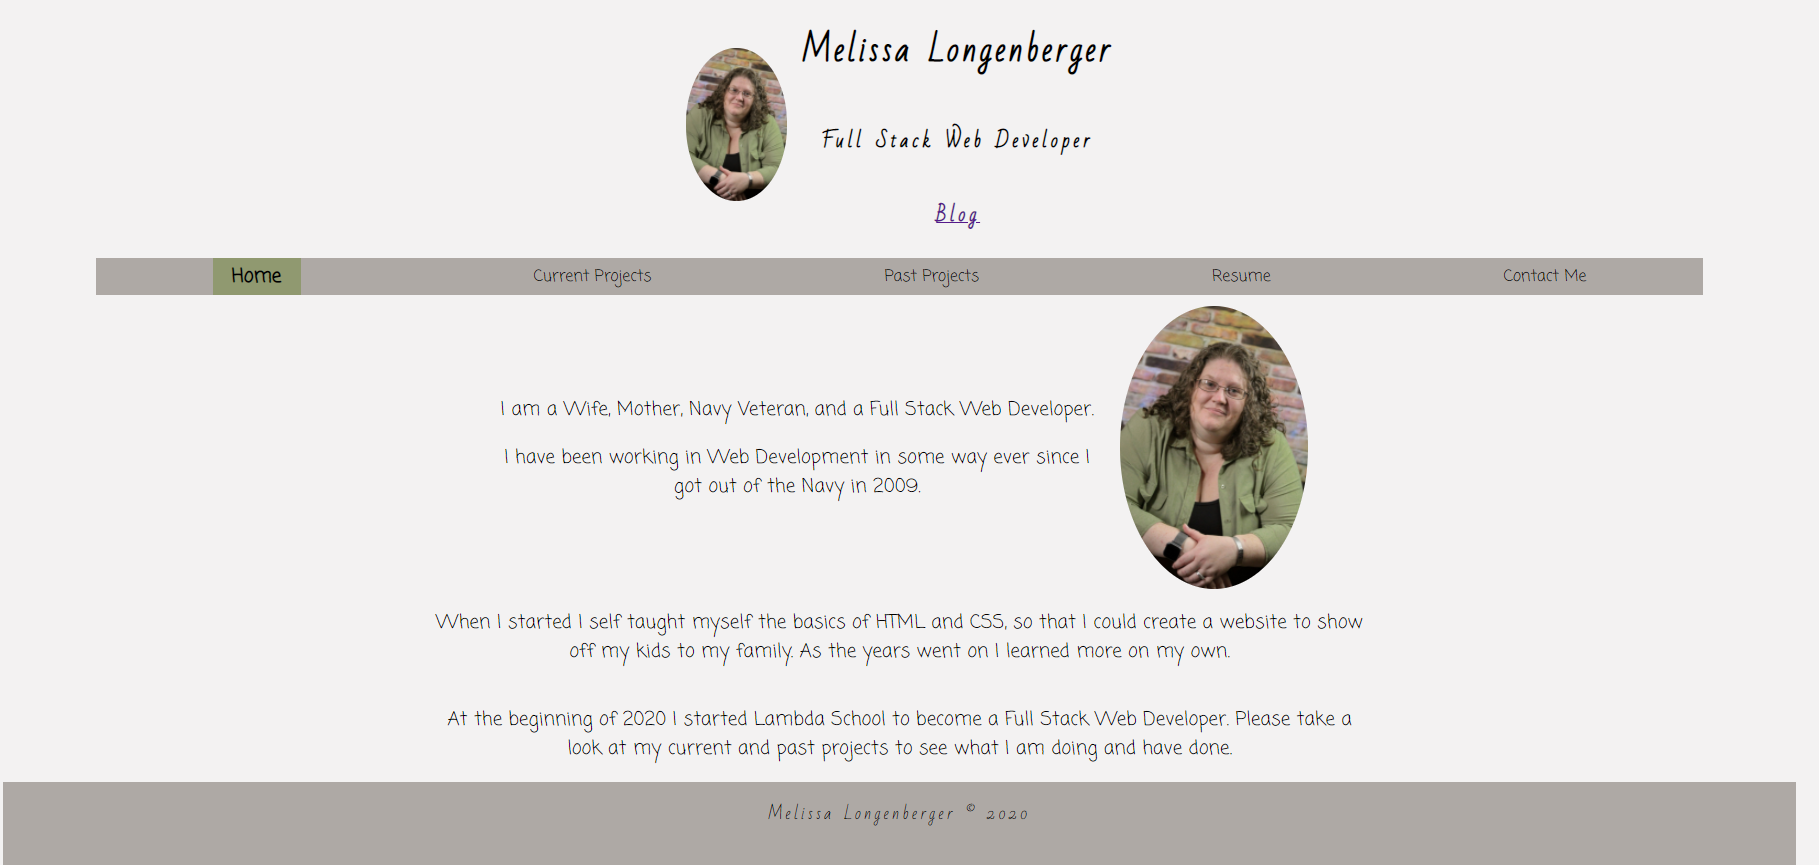 Melissa Longenberger
Full Stack Web Developer
Blog
Home Current Projects Past Projects Resume Contact Me
I am a Wife, Mother, Navy Veteran, and a Full Stack Web Developer.
I have been working in Web Development in some way ever since I
got out of the Navy in 2009.
When I started I self taught myself the basics of HTML and CSS, so that I could create a website to show
off my kids to my family. As the years went on I learned more on my own.
At the beginning of 2020 I started Lambda School to become a Full Stack Web Developer. Please take a
look at my current and past projects to see what I am doing and have done.
Melissa Longenberger © 2020